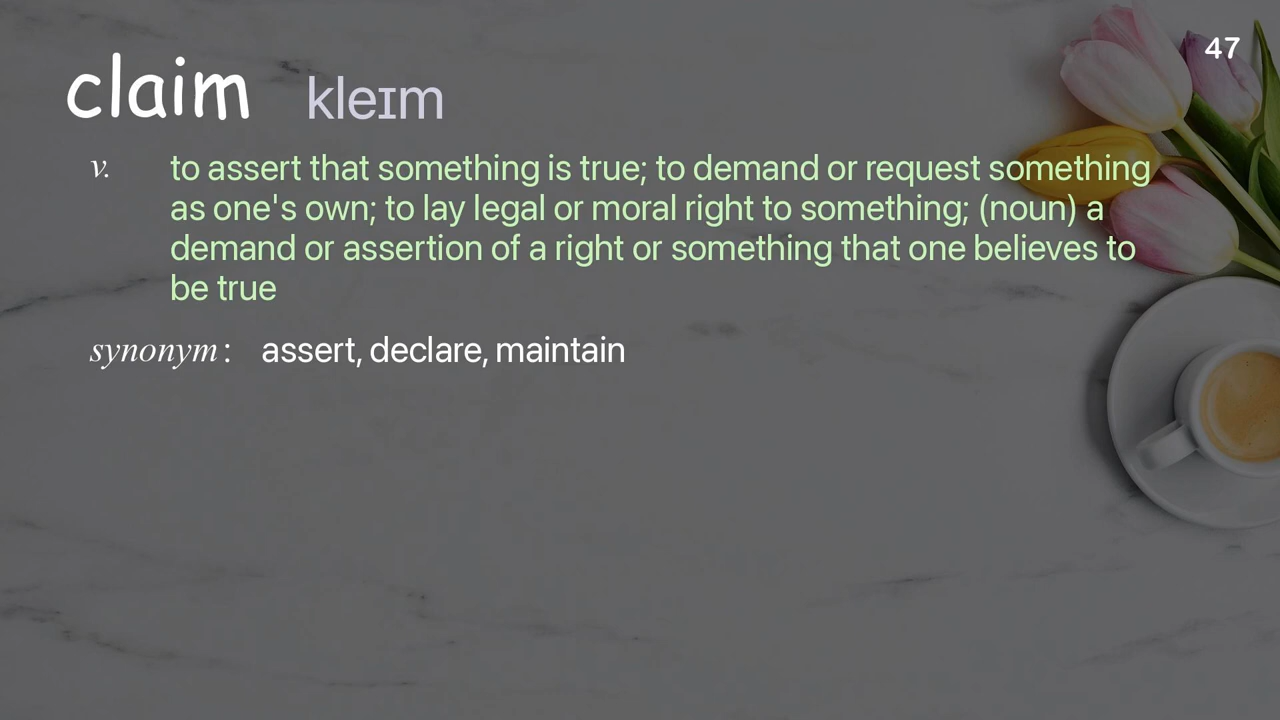 47
claim kleɪm
v. to assert that something is true; to demand or request something
as one's own; to lay legal or moral right to something; (noun) a
demand or assertion of a right or something that one believes to
be true
synonym: assert, declare, maintain